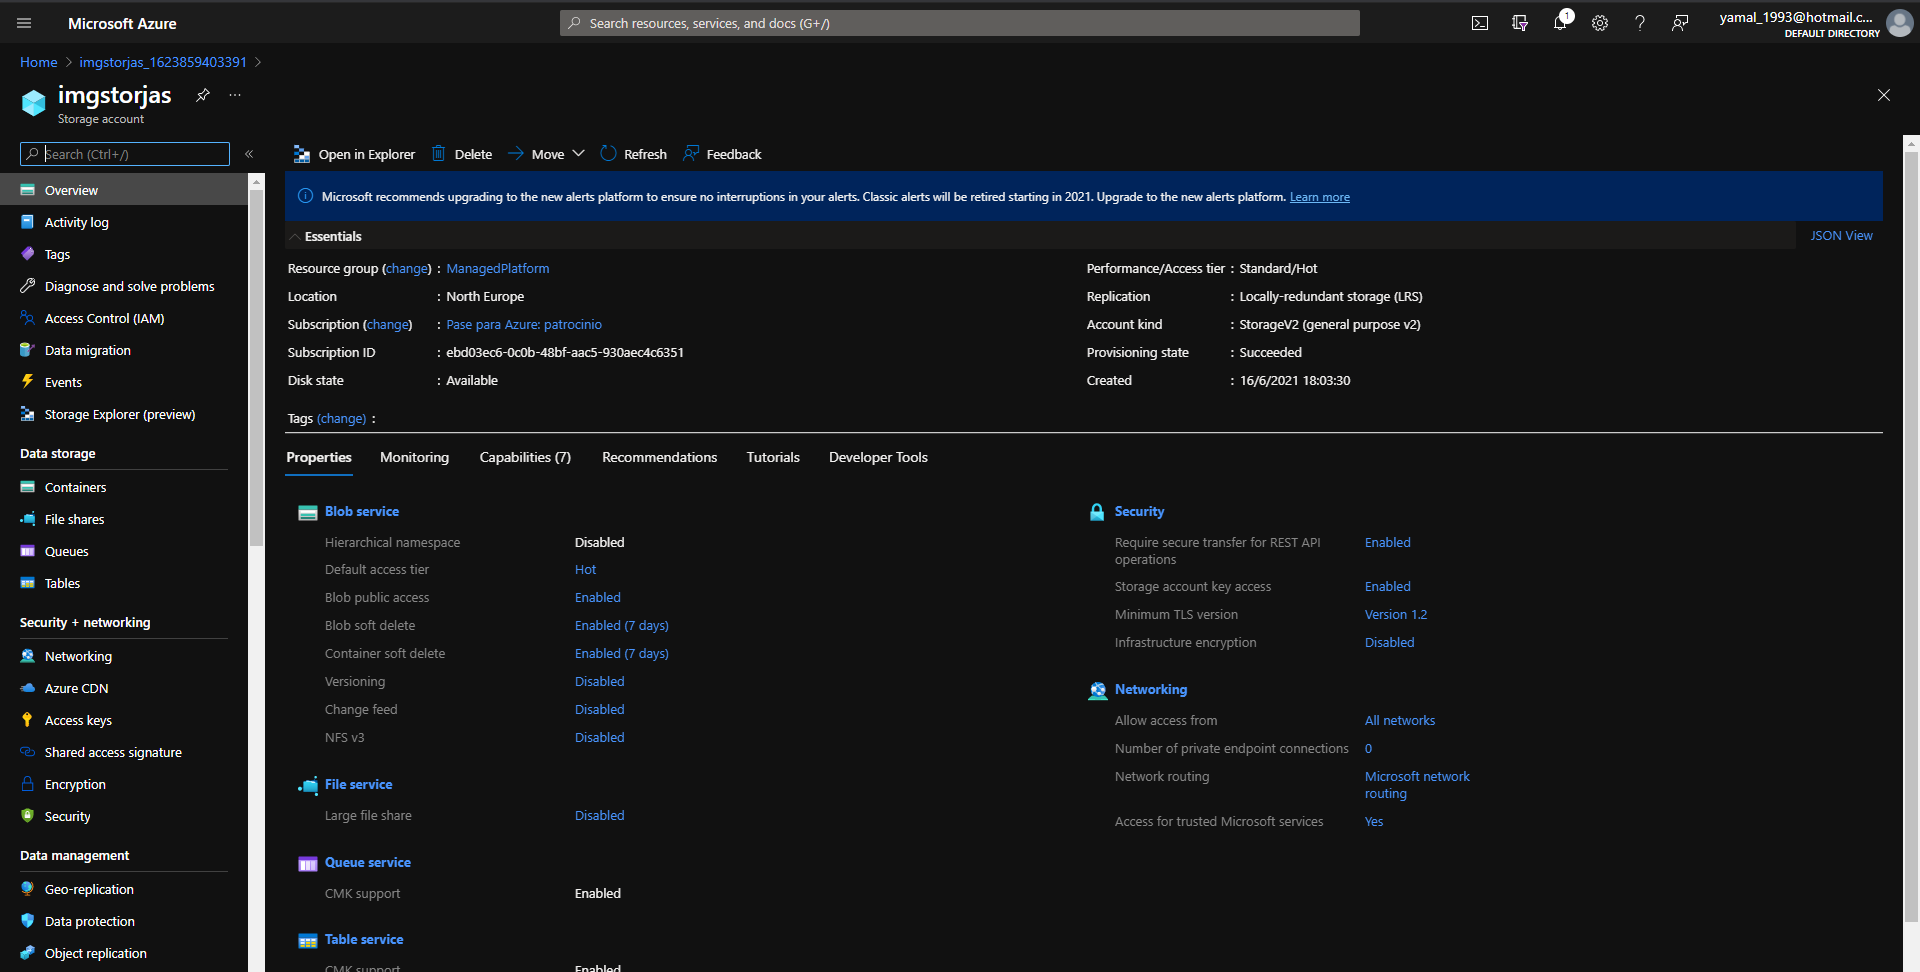 Microsoft Azure
Search resources, services, and docs (G+/)
1
yamal_1993@hotmail.c...
DEFAULT DIRECTORY
Home > imgstorjas_1623859403391 >
imgstorjas
...
Storage account
Search (Ctrl+/)
«
Open in Explorer
Delete
Move
Refresh
Feedback
Microsoft recommends upgrading to the new alerts platform to ensure no interruptions in your alerts. Classic alerts will be retired starting in 2021. Upgrade to the new alerts platform. Learn more
Essentials
JSON View
Resource group (change) : ManagedPlatform
Location : North Europe
Subscription (change) : Pase para Azure: patrocinio
Subscription ID : ebd03ec6-0c0b-48bf-aac5-930aec4c6351
Disk state : Available
Performance/Access tier : Standard/Hot
Replication : Locally-redundant storage (LRS)
Account kind : StorageV2 (general purpose v2)
Provisioning state : Succeeded
Created : 16/6/2021 18:03:30
Tags (change) :
Overview
Activity log
Tags
Diagnose and solve problems
Access Control (IAM)
Data migration
Events
Storage Explorer (preview)
Data storage
Containers
File shares
Queues
Tables
Security + networking
Networking
Azure CDN
Access keys
Shared access signature
Encryption
Security
Data management
Geo-replication
Data protection
Object replication
Properties
Monitoring
Capabilities (7)
Recommendations
Tutorials
Developer Tools
Blob service
Hierarchical namespace Disabled
Default access tier Hot
Blob public access Enabled
Blob soft delete Enabled (7 days)
Container soft delete Enabled (7 days)
Versioning Disabled
Change feed Disabled
NFS v3 Disabled
File service
Large file share Disabled
Queue service
CMK support Enabled
Table service
CMK support Enabled
Security
Require secure transfer for REST API Enabled
operations
Storage account key access Enabled
Minimum TLS version Version 1.2
Infrastructure encryption Disabled
Networking
Allow access from All networks
Number of private endpoint connections 0
Network routing Microsoft network
routing
Access for trusted Microsoft services Yes